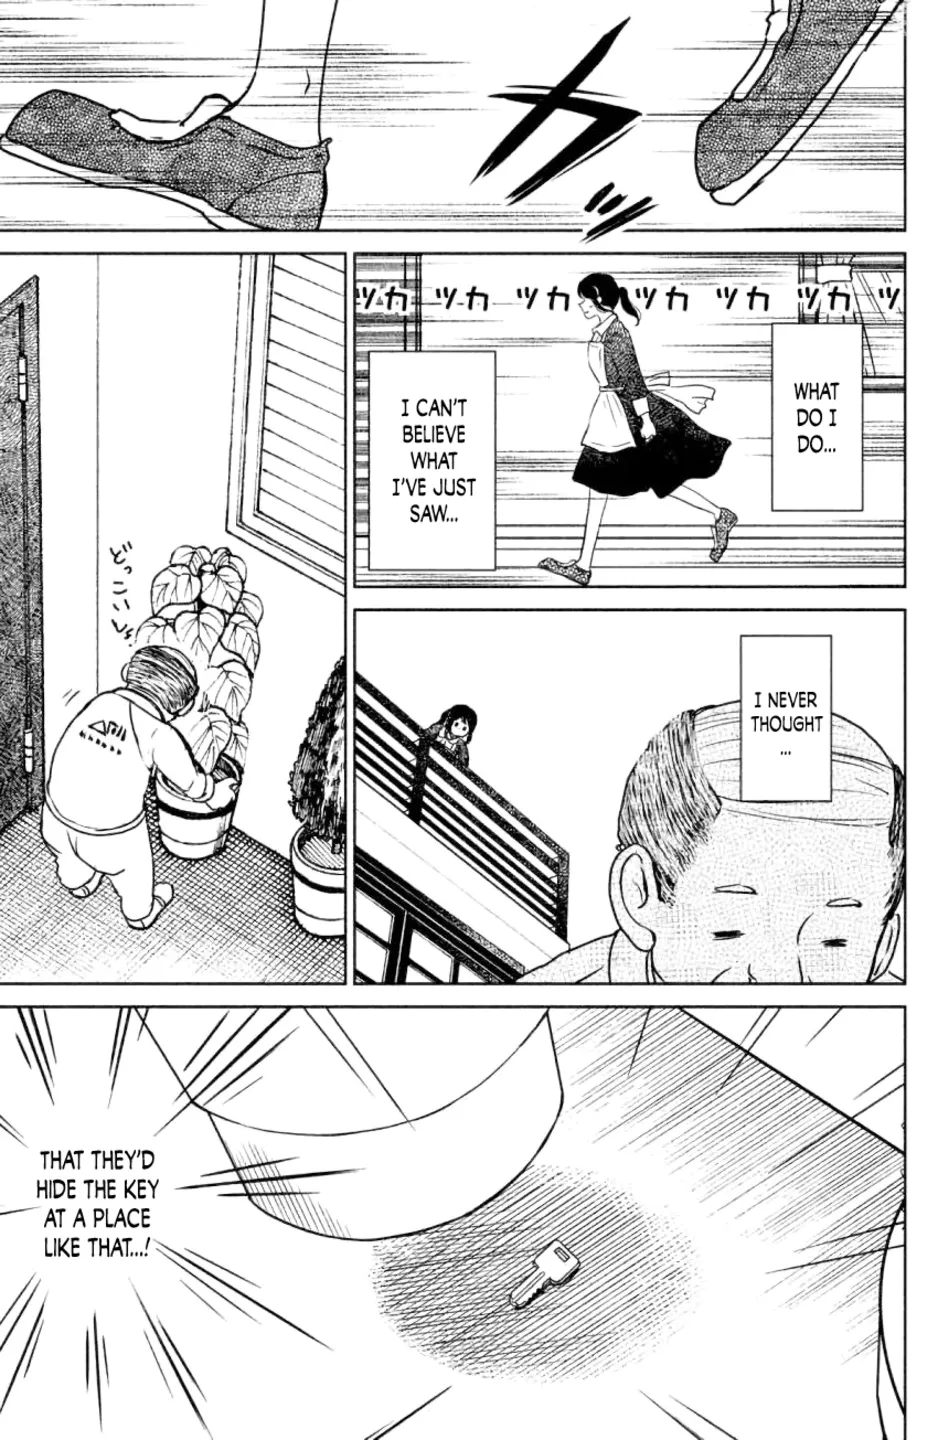 カッ
ツカ ツカ ツカ ツカ ツカ ツカ ツ
WHAT
DO I
DO...
I CAN'T
BELIEVE
WHAT
I'VE JUST
SAW...
どっこいしょ!
I NEVER
THOUGHT
...
THAT THEY'D
HIDE THE KEY
AT A PLACE
LIKE THAT...!